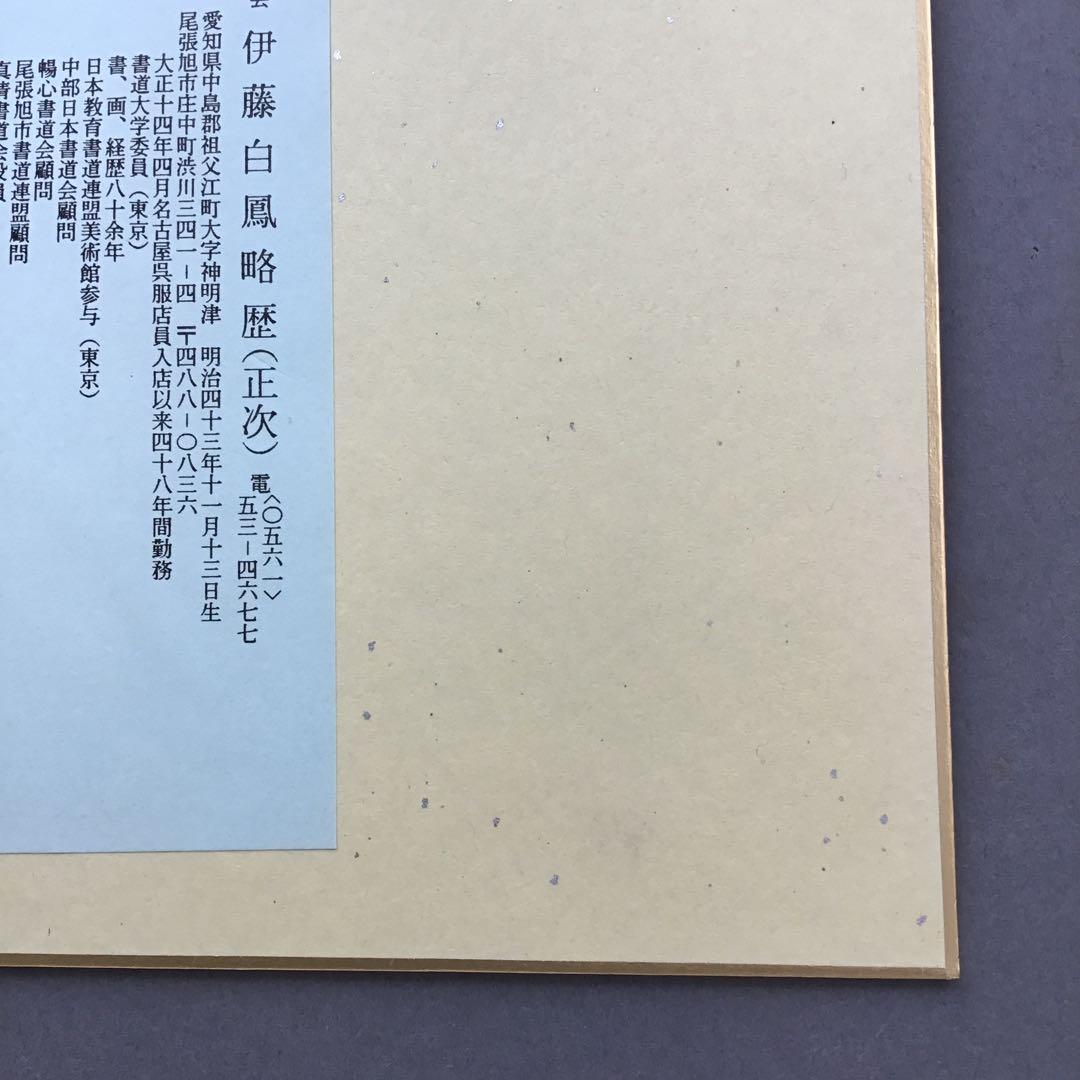 伊藤白鳳略歴(正次) 電〈〇五六一〉五三-四六七七
愛知県中島郡祖父江町大字神明津 明治四十三年十一月十三日生
尾張旭市庄中町渋川三四一-四 〒四八八-〇八三六
大正十四年四月名古屋呉服店員入店以来四十八年間勤務
書道大学委員(東京)
書、画、経歴八十余年
日本教育書道連盟美術館参与(東京)
中部日本書道会顧問
暢心書道会顧問
尾張旭市書道連盟顧問
真清書道会役員